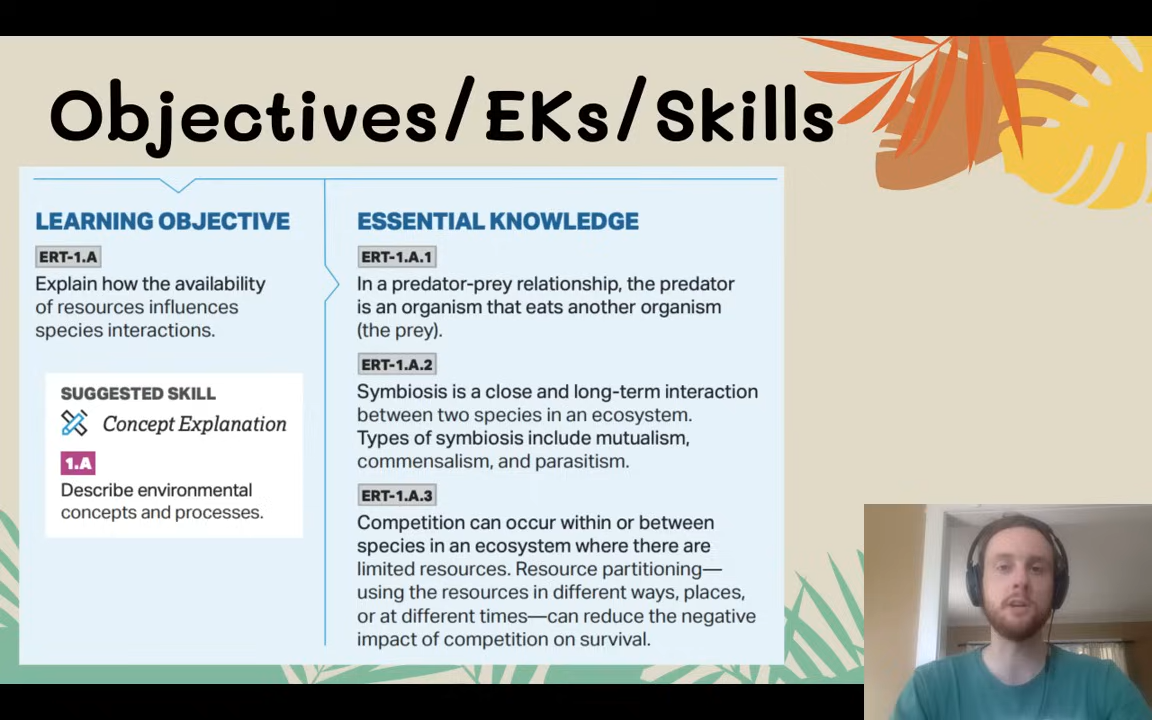 Objectives/EKs/Skills
LEARNING OBJECTIVE
ERT-1.A
Explain how the availability
of resources influences
species interactions.
SUGGESTED SKILL
Concept Explanation
1.A
Describe environmental
concepts and processes.
ESSENTIAL KNOWLEDGE
ERT-1.A.1
In a predator-prey relationship, the predator
is an organism that eats another organism
(the prey).
ERT-1.A.2
Symbiosis is a close and long-term interaction
between two species in an ecosystem.
Types of symbiosis include mutualism,
commensalism, and parasitism.
ERT-1.A.3
Competition can occur within or between
species in an ecosystem where there are
limited resources. Resource partitioning—
using the resources in different ways, places,
or at different times—can reduce the negative
impact of competition on survival.